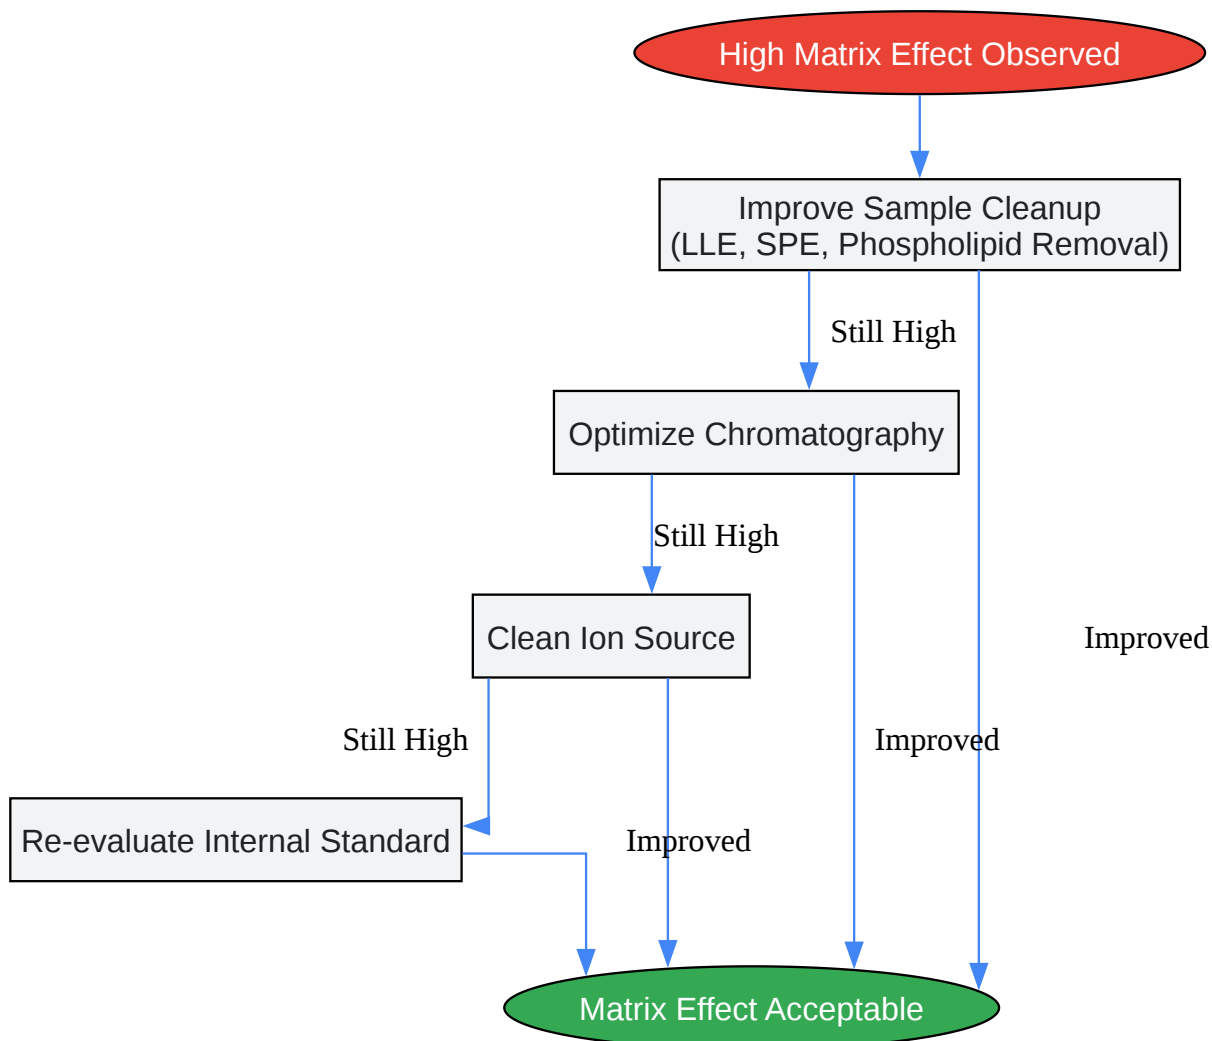 High Matrix Effect Observed
Improve Sample Cleanup
(LLE, SPE, Phospholipid Removal)
Still High
Optimize Chromatography
Still High
Clean Ion Source
Improved
Still High
Improved
Re-evaluate Internal Standard
Improved
Matrix Effect Acceptable